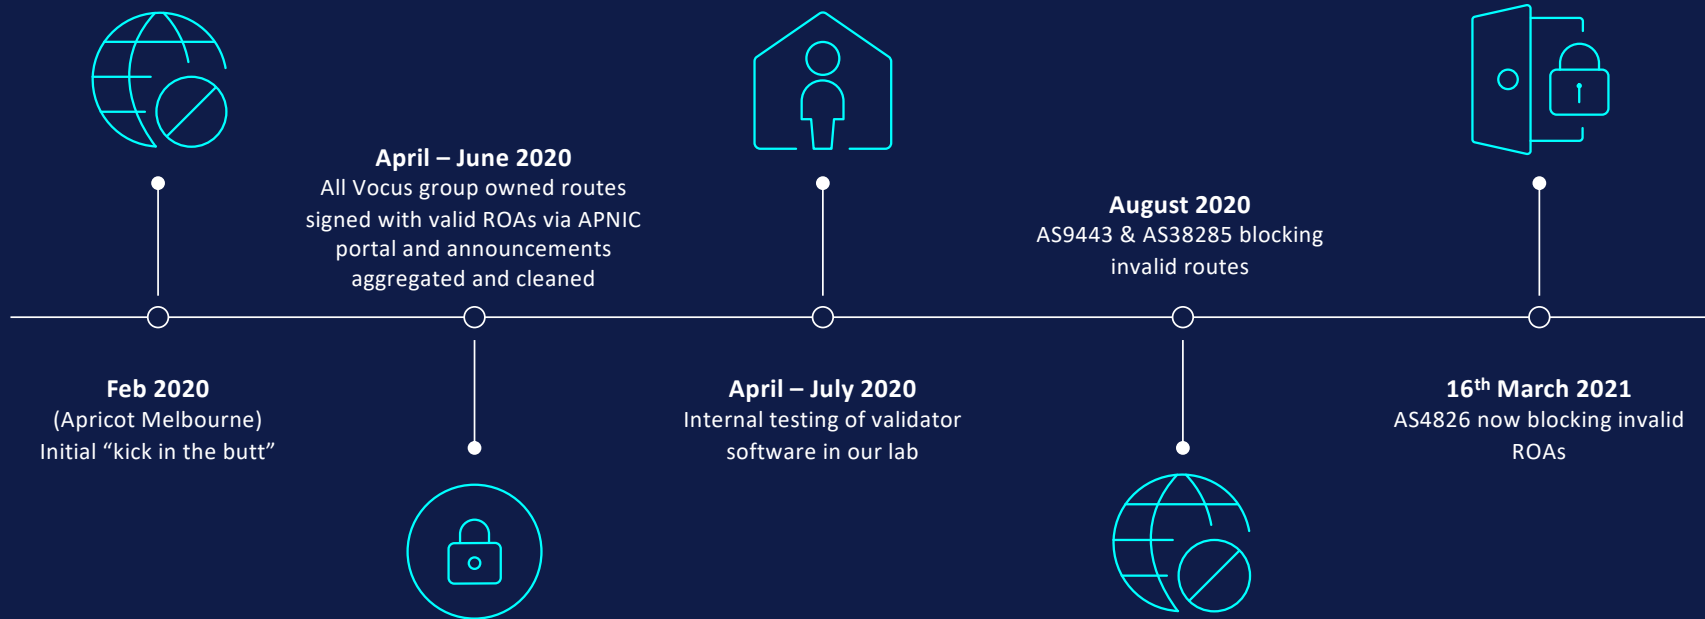 Feb 2020
(Apricot Melbourne)
Initial “kick in the butt”
April – June 2020
All Vocus group owned routes
signed with valid ROAs via APNIC
portal and announcements
aggregated and cleaned
April – July 2020
Internal testing of validator
software in our lab
August 2020
AS9443 & AS38285 blocking
invalid routes
16th March 2021
AS4826 now blocking invalid
ROAs